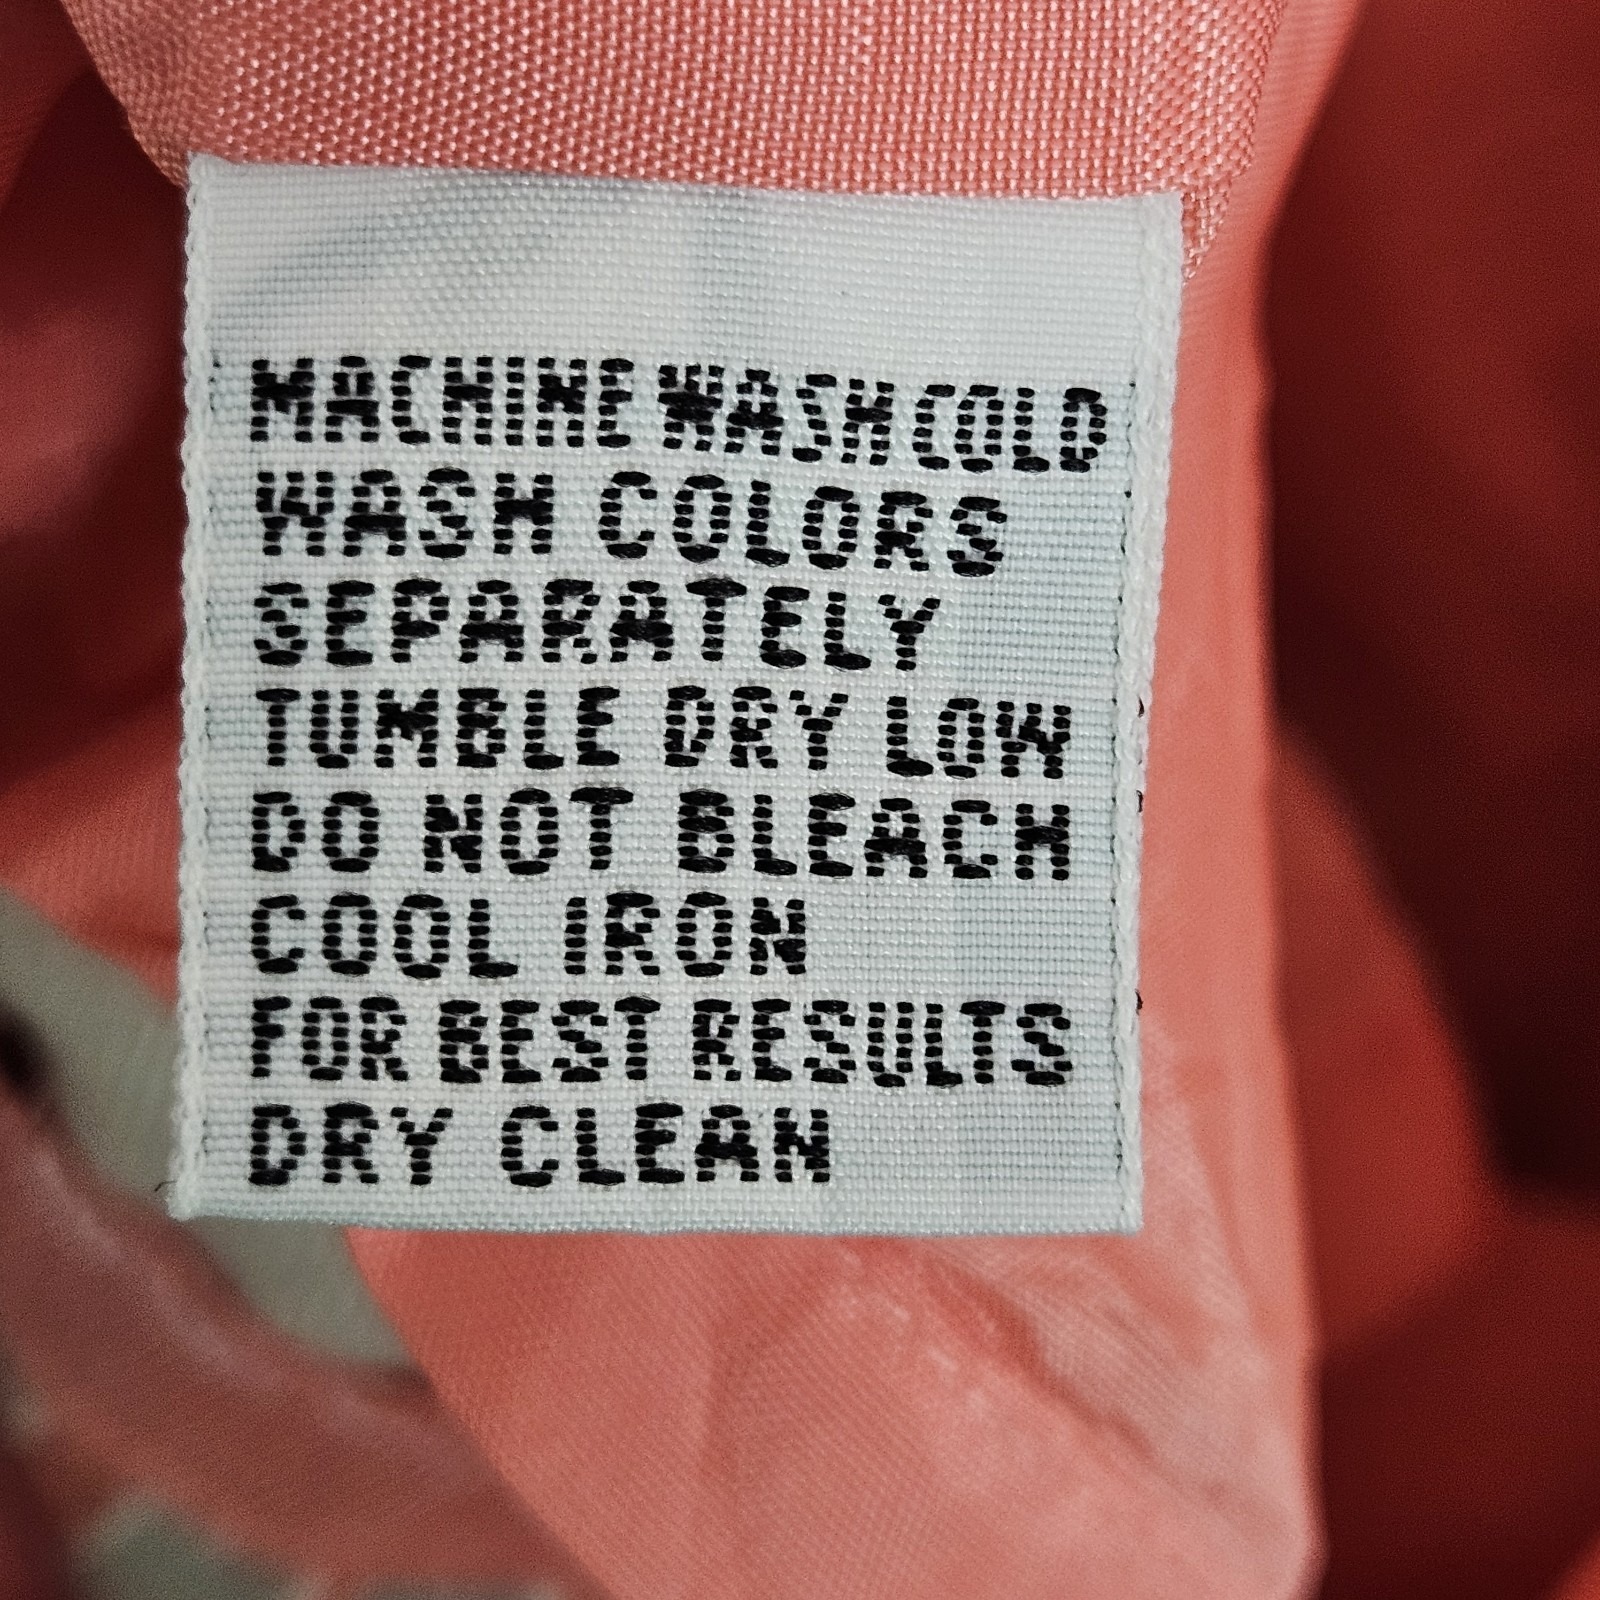 MACHINE WASH COLD
WASH COLORS
SEPARATELY
TUMBLE DRY LOW
DO NOT BLEACH
COOL IRON
FOR BEST RESULTS
DRY CLEAN